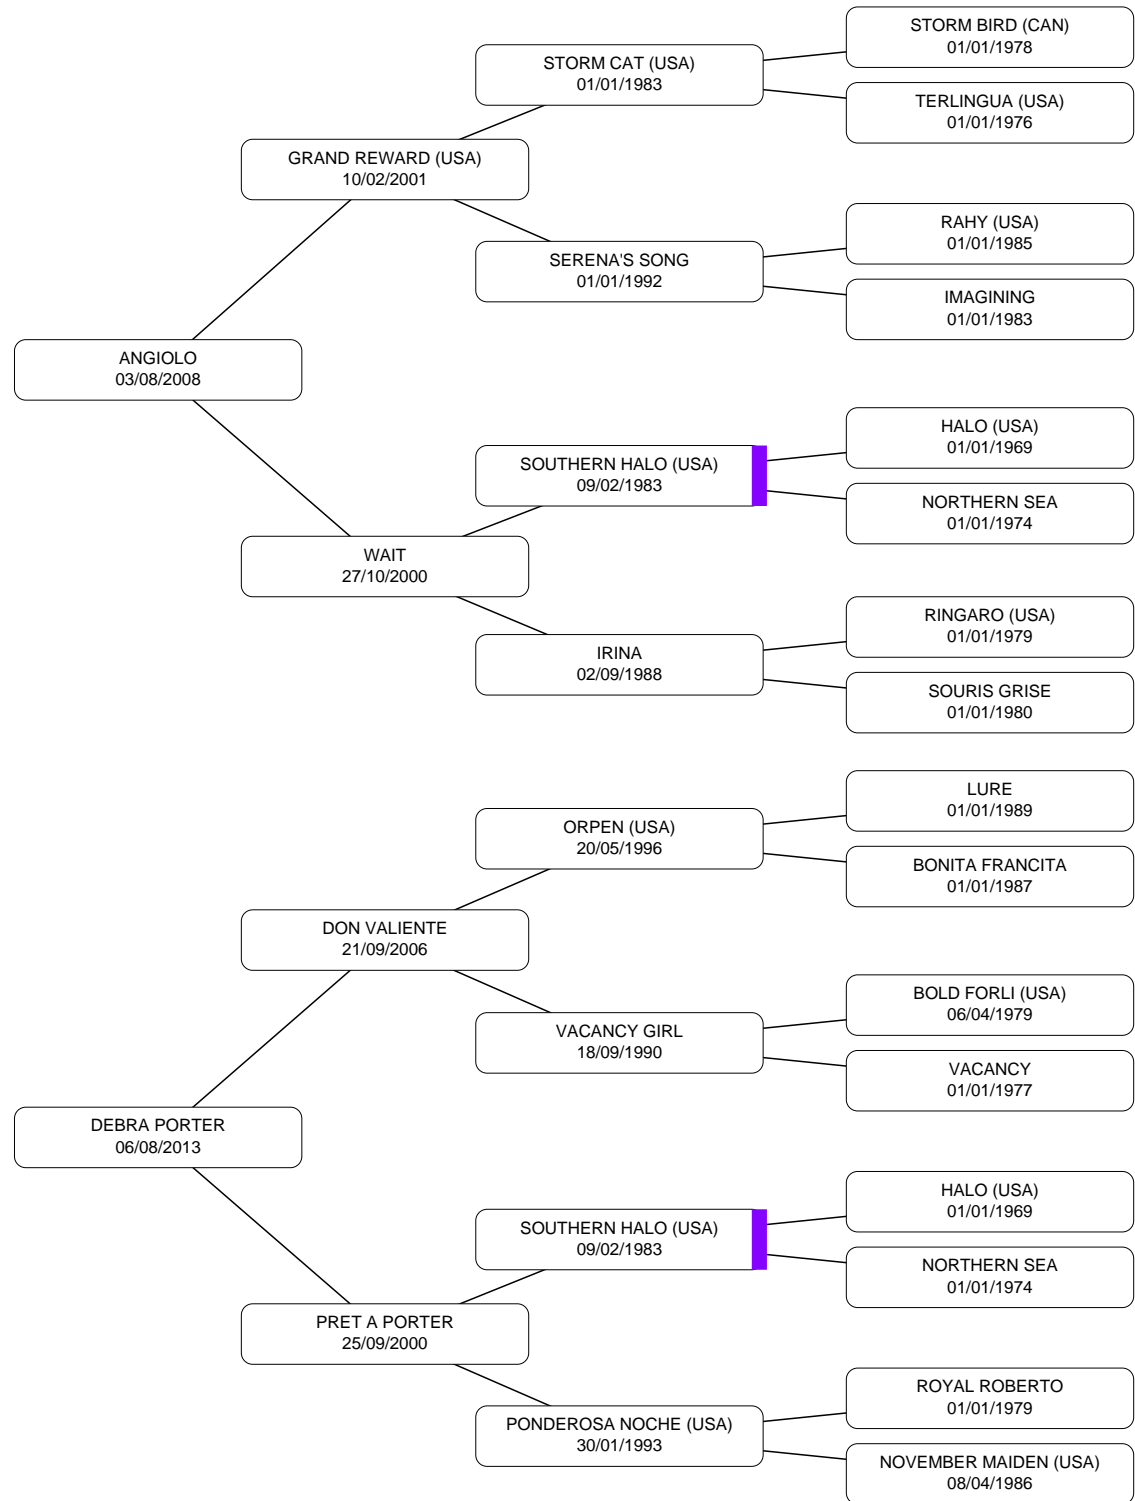 STORM BIRD (CAN)
01/01/1978
STORM CAT (USA)
01/01/1983
TERLINGUA (USA)
01/01/1976
GRAND REWARD (USA)
10/02/2001
RAHY (USA)
01/01/1985
SERENA'S SONG
01/01/1992
IMAGINING
01/01/1983
ANGIOLO
03/08/2008
HALO (USA)
01/01/1969
SOUTHERN HALO (USA)
09/02/1983
NORTHERN SEA
01/01/1974
WAIT
27/10/2000
RINGARO (USA)
01/01/1979
IRINA
02/09/1988
SOURIS GRISE
01/01/1980
LURE
01/01/1989
ORPEN (USA)
20/05/1996
BONITA FRANCITA
01/01/1987
DON VALIENTE
21/09/2006
BOLD FORLI (USA)
06/04/1979
VACANCY GIRL
18/09/1990
VACANCY
01/01/1977
DEBRA PORTER
06/08/2013
HALO (USA)
01/01/1969
SOUTHERN HALO (USA)
09/02/1983
NORTHERN SEA
01/01/1974
PRET A PORTER
25/09/2000
ROYAL ROBERTO
01/01/1979
PONDEROSA NOCHE (USA)
30/01/1993
NOVEMBER MAIDEN (USA)
08/04/1986